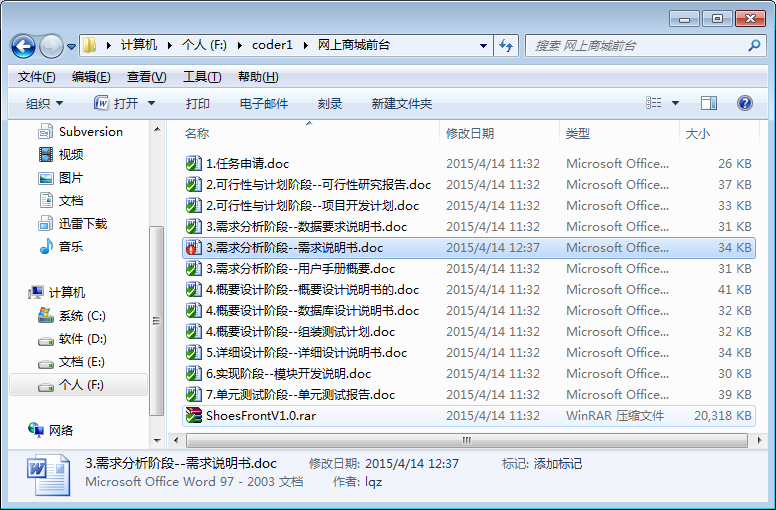 计算机 个人 (F:) coder1 网上商城前台 搜索 网上商城前台
文件(F) 编辑(E) 查看(V) 工具(T) 帮助(H)
组织 打开 打印 电子邮件 刻录 新建文件夹
名称 修改日期 类型 大小
Subversion
视频
图片
文档
迅雷下载
音乐
计算机
系统 (C:)
软件 (D:)
文档 (E:)
个人 (F:)
网络
1.任务申请.doc 2015/4/14 11:32 Microsoft Office... 26 KB
2.可行性与计划阶段--可行性研究报告.doc 2015/4/14 11:32 Microsoft Office... 37 KB
2.可行性与计划阶段--项目开发计划.doc 2015/4/14 11:32 Microsoft Office... 33 KB
3.需求分析阶段--数据要求说明书.doc 2015/4/14 11:32 Microsoft Office... 31 KB
3.需求分析阶段--需求说明书.doc 2015/4/14 12:37 Microsoft Office... 34 KB
3.需求分析阶段--用户手册概要.doc 2015/4/14 11:32 Microsoft Office... 31 KB
4.概要设计阶段--概要设计说明书的.doc 2015/4/14 11:32 Microsoft Office... 41 KB
4.概要设计阶段--数据库设计说明书.doc 2015/4/14 11:32 Microsoft Office... 32 KB
4.概要设计阶段--组装测试计划.doc 2015/4/14 11:32 Microsoft Office... 32 KB
5.详细设计阶段--详细设计说明书.doc 2015/4/14 11:32 Microsoft Office... 34 KB
6.实现阶段--模块开发说明.doc 2015/4/14 11:32 Microsoft Office... 30 KB
7.单元测试阶段--单元测试报告.doc 2015/4/14 11:32 Microsoft Office... 39 KB
ShoesFrontV1.0.rar 2015/4/14 11:32 WinRAR 压缩文件 20,318 KB
3.需求分析阶段--需求说明书.doc 修改日期: 2015/4/14 12:37 标记: 添加标记
Microsoft Office Word 97 - 2003 文档 作者: lqz